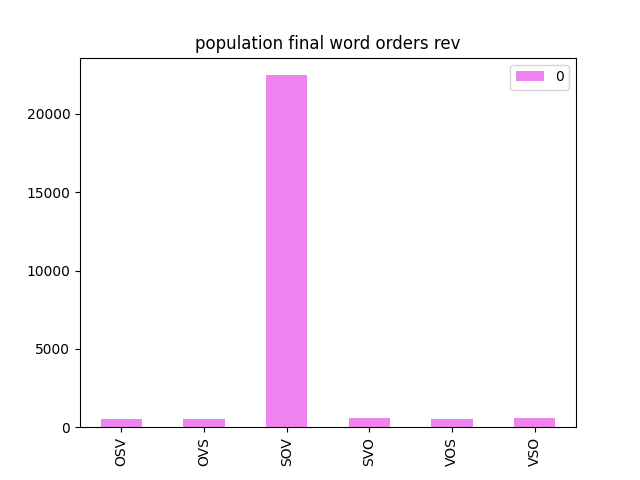 population final word orders rev
0
20000
15000
10000
5000
0
OSV
OVS
SOV
SVO
VOS
VSO